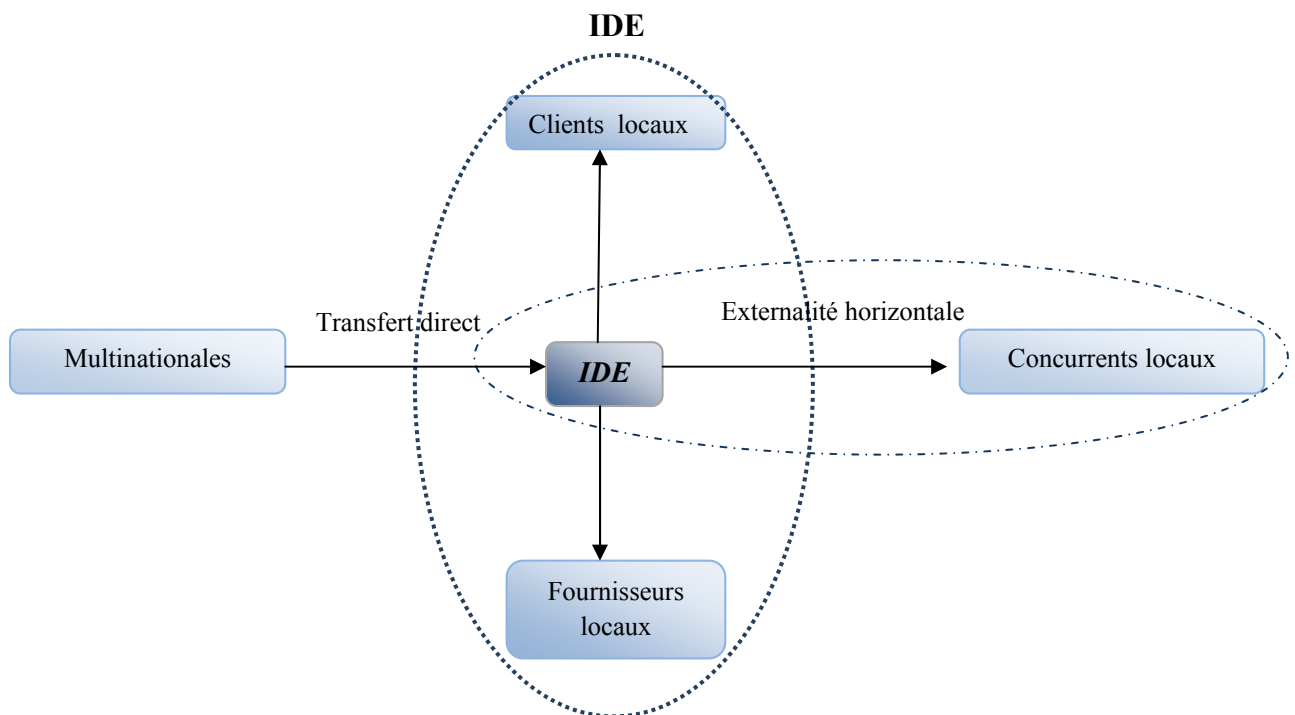 IDE
Clients locaux
Externalité horizontale
Transfert direct
Multinationales
IDE
Concurrents locaux
Fournisseurs
locaux